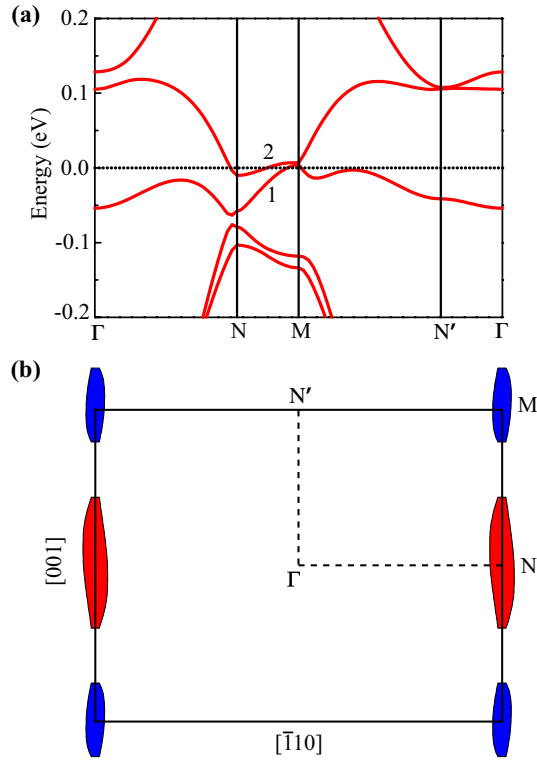 (a)
Energy (eV)
0.2
0.1
0.0
-0.1
-0.2
2
1
Γ N M N′ Γ
(b)
N′
M
[001]
Γ
N
[1̅10]